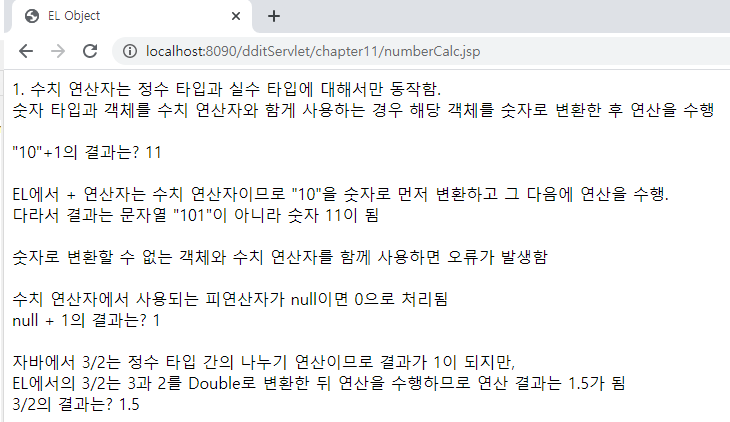 EL Object
localhost:8090/dditServlet/chapter11/numberCalc.jsp
1. 수치 연산자는 정수 타입과 실수 타입에 대해서만 동작함.
숫자 타입과 객체를 수치 연산자와 함게 사용하는 경우 해당 객체를 숫자로 변환한 후 연산을 수행
"10"+1의 결과는? 11
EL에서 + 연산자는 수치 연산자이므로 "10"을 숫자로 먼저 변환하고 그 다음에 연산을 수행.
다라서 결과는 문자열 "101"이 아니라 숫자 11이 됨
숫자로 변환할 수 없는 객체와 수치 연산자를 함께 사용하면 오류가 발생함
수치 연산자에서 사용되는 피연산자가 null이면 0으로 처리됨
null + 1의 결과는? 1
자바에서 3/2는 정수 타입 간의 나누기 연산이므로 결과가 1이 되지만,
EL에서의 3/2는 3과 2를 Double로 변환한 뒤 연산을 수행하므로 연산 결과는 1.5가 됨
3/2의 결과는? 1.5